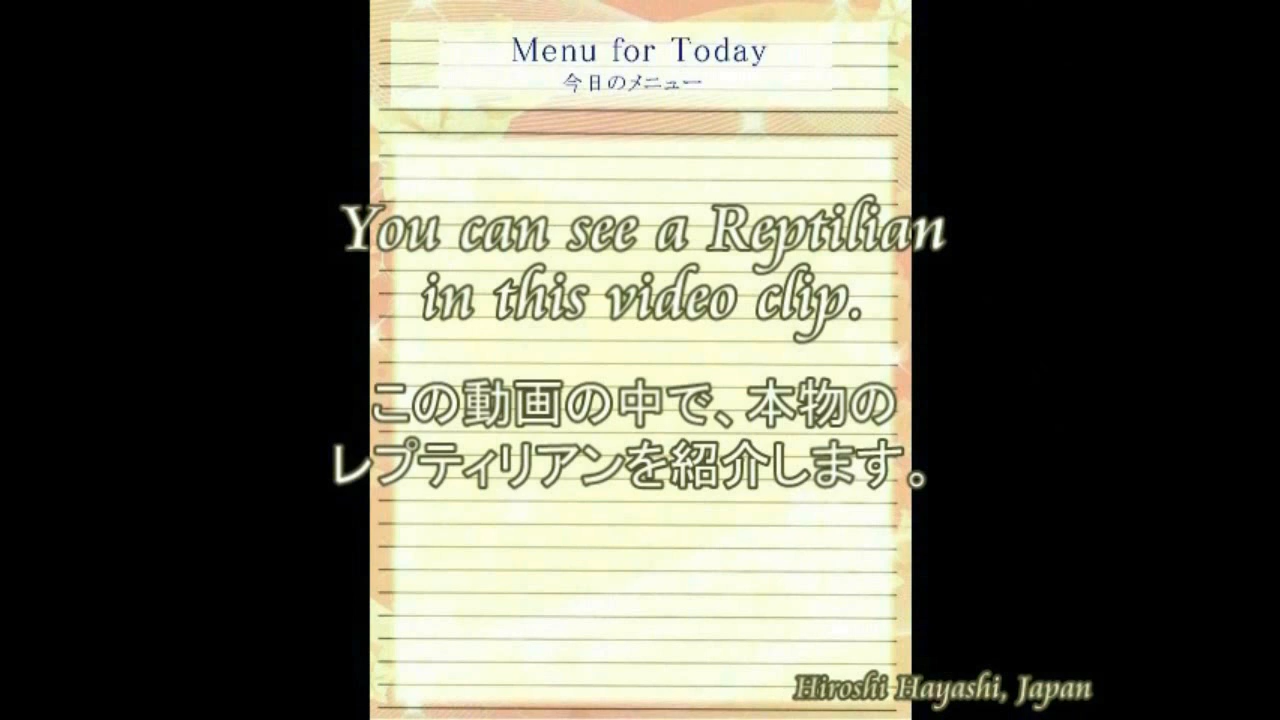 Menu for Today
今日のメニュー
You can see a Reptilian
in this video clip.
この動画の中で、本物の
レプティリアンを紹介します。
Hiroshi Hayashi, Japan